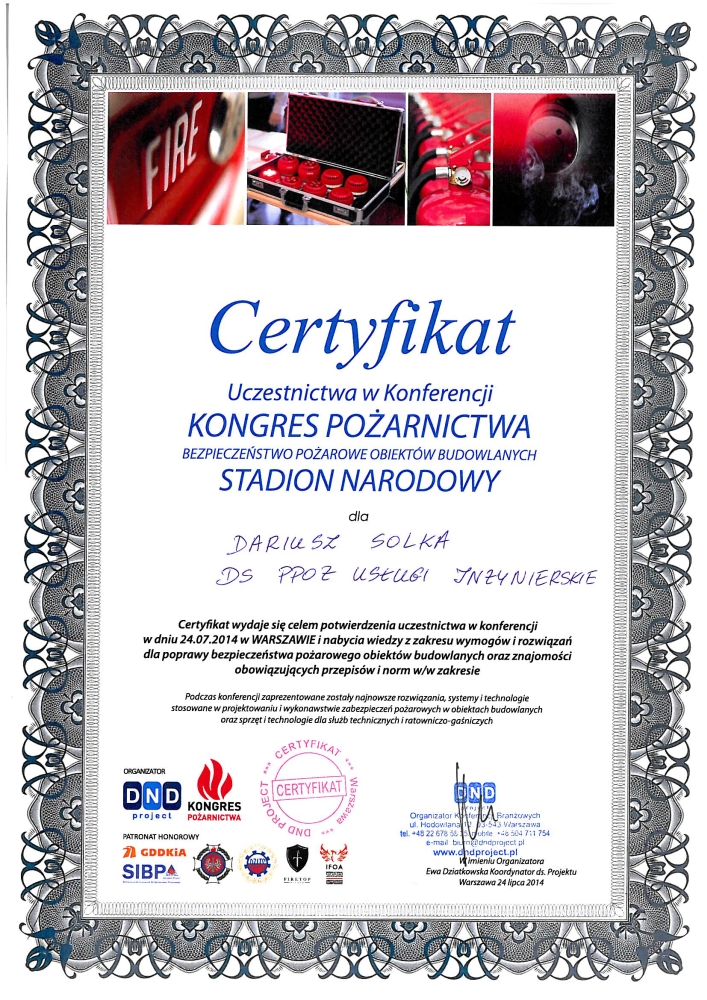 FIRE
Certyfikat
Uczestnictwa w Konferencji
KONGRES POŻARNICTWA
BEZPIECZEŃSTWO POŻAROWE OBIEKTÓW BUDOWLANYCH
STADION NARODOWY
dla
DARIUSZ SOLKA
DS PPOZ USŁUGI INŻYNIERSKIE
Certyfikat wydaje się celem potwierdzenia uczestnictwa w konferencji
w dniu 24.07.2014 w WARSZAWIE i nabycia wiedzy z zakresu wymogów i rozwiązań
dla poprawy bezpieczeństwa pożarowego obiektów budowlanych oraz znajomości
obowiązujących przepisów i norm w/w zakresie
Podczas konferencji zaprezentowane zostały najnowsze rozwiązania, systemy i technologie
stosowane w projektowaniu i wykonawstwie zabezpieczeń pożarowych w obiektach budowlanych
oraz sprzęt i technologie dla służb technicznych i ratowniczo-gaśniczych
ORGANIZATOR
DND
project
KONGRES
POŻARNICTWA
*** CERTYFIKAT ***
CERTYFIKAT
DND PROJECT Warszawa
PATRONAT HONOROWY
GDDKiA
SIBP
FIRETOP
IFOA
DND
project
Organizator Konferencji Branżowych
ul. Hodowlana Warszawa
tel. +48 22 678 mobile +48 504 711 754
e-mail biuro@dndproject.pl
www.dndproject.pl
W imieniu Organizatora
Ewa Dziatkowska Koordynator ds. Projektu
Warszawa 24 lipca 2014